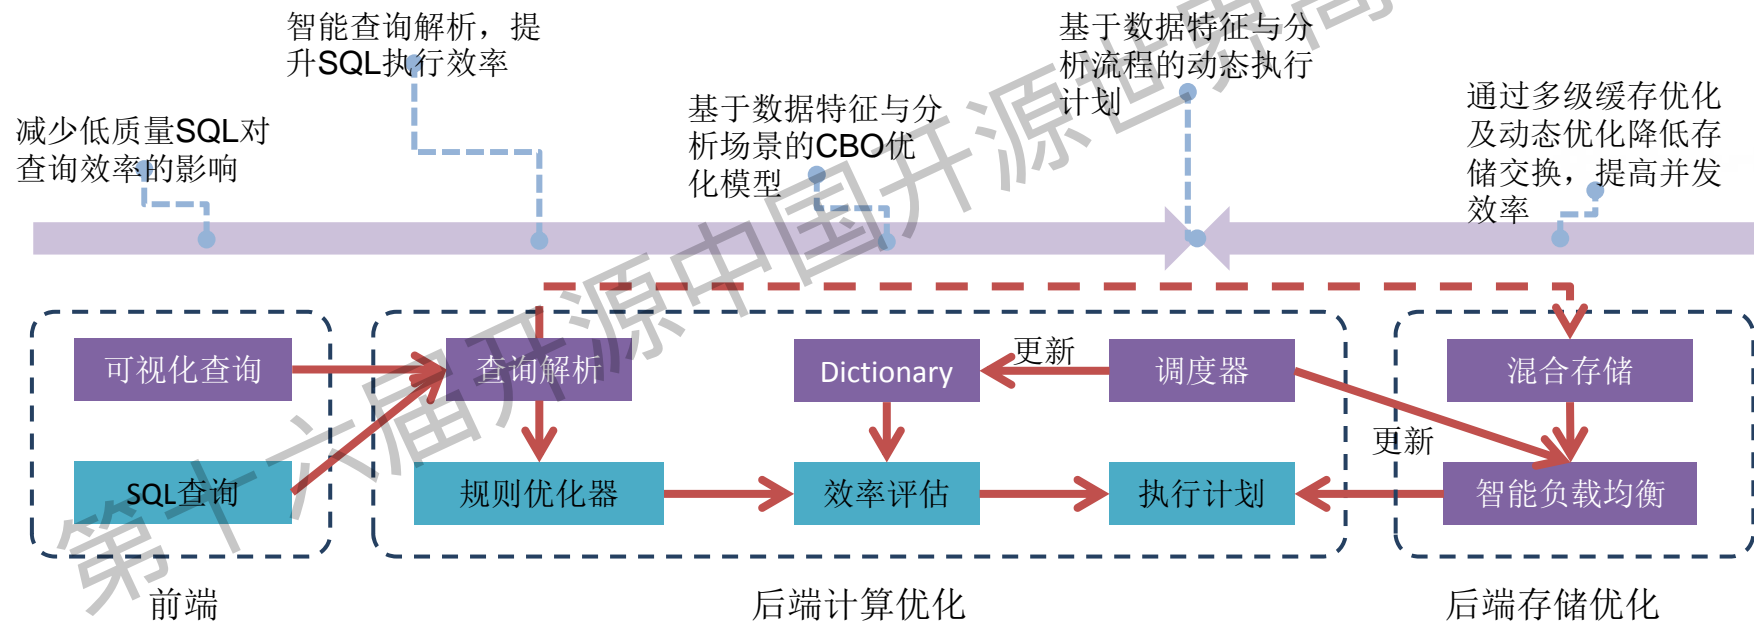 智能查询解析，提
升SQL执行效率
基于数据特征与分
析流程的动态执行
计划
减少低质量SQL对
查询效率的影响
基于数据特征与分
析场景的CBO优
化模型
通过多级缓存优化
及动态优化降低存
储交换，提高并发
效率
可视化查询
查询解析
Dictionary
更新
调度器
混合存储
更新
SQL查询
规则优化器
效率评估
执行计划
智能负载均衡
前端
后端计算优化
后端存储优化
第十六届开源中国开源世界高